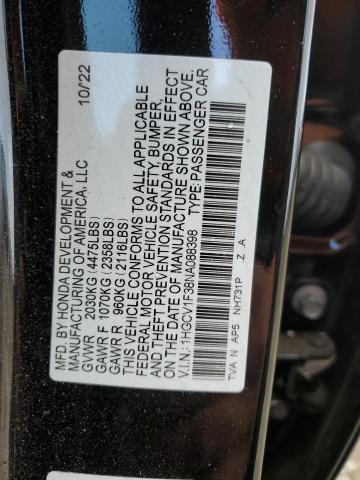 MFD. BY HONDA DEVELOPMENT & 10/22
MANUFACTURING OF AMERICA, LLC
GVWR 2030KG (4475LBS)
GAWR F 1070KG (2358LBS)
GAWR R 960KG (2116LBS)
THIS VEHICLE CONFORMS TO ALL APPLICABLE
FEDERAL MOTOR VEHICLE SAFETY, BUMPER,
AND THEFT PREVENTION STANDARDS IN EFFECT
ON THE DATE OF MANUFACTURE SHOWN ABOVE.
V.I.N.: 1HGCV1F38NA088398 TYPE:PASSENGER CAR
TVA N AP5 NH731P Z A